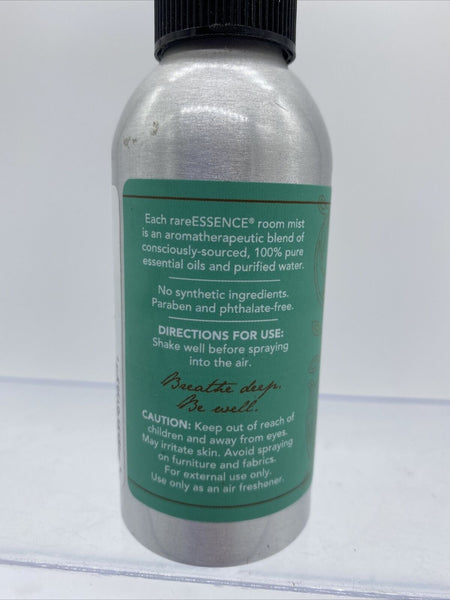 Each rareESSENCE® room mist
is an aromatherapeutic blend of
consciously-sourced, 100% pure
essential oils and purified water.
No synthetic ingredients.
Paraben and phthalate-free.
DIRECTIONS FOR USE:
Shake well before spraying
into the air.
Breathe deep.
Be well.
CAUTION: Keep out of reach of
children and away from eyes.
May irritate skin. Avoid spraying
on furniture and fabrics.
For external use only.
Use only as an air freshener.